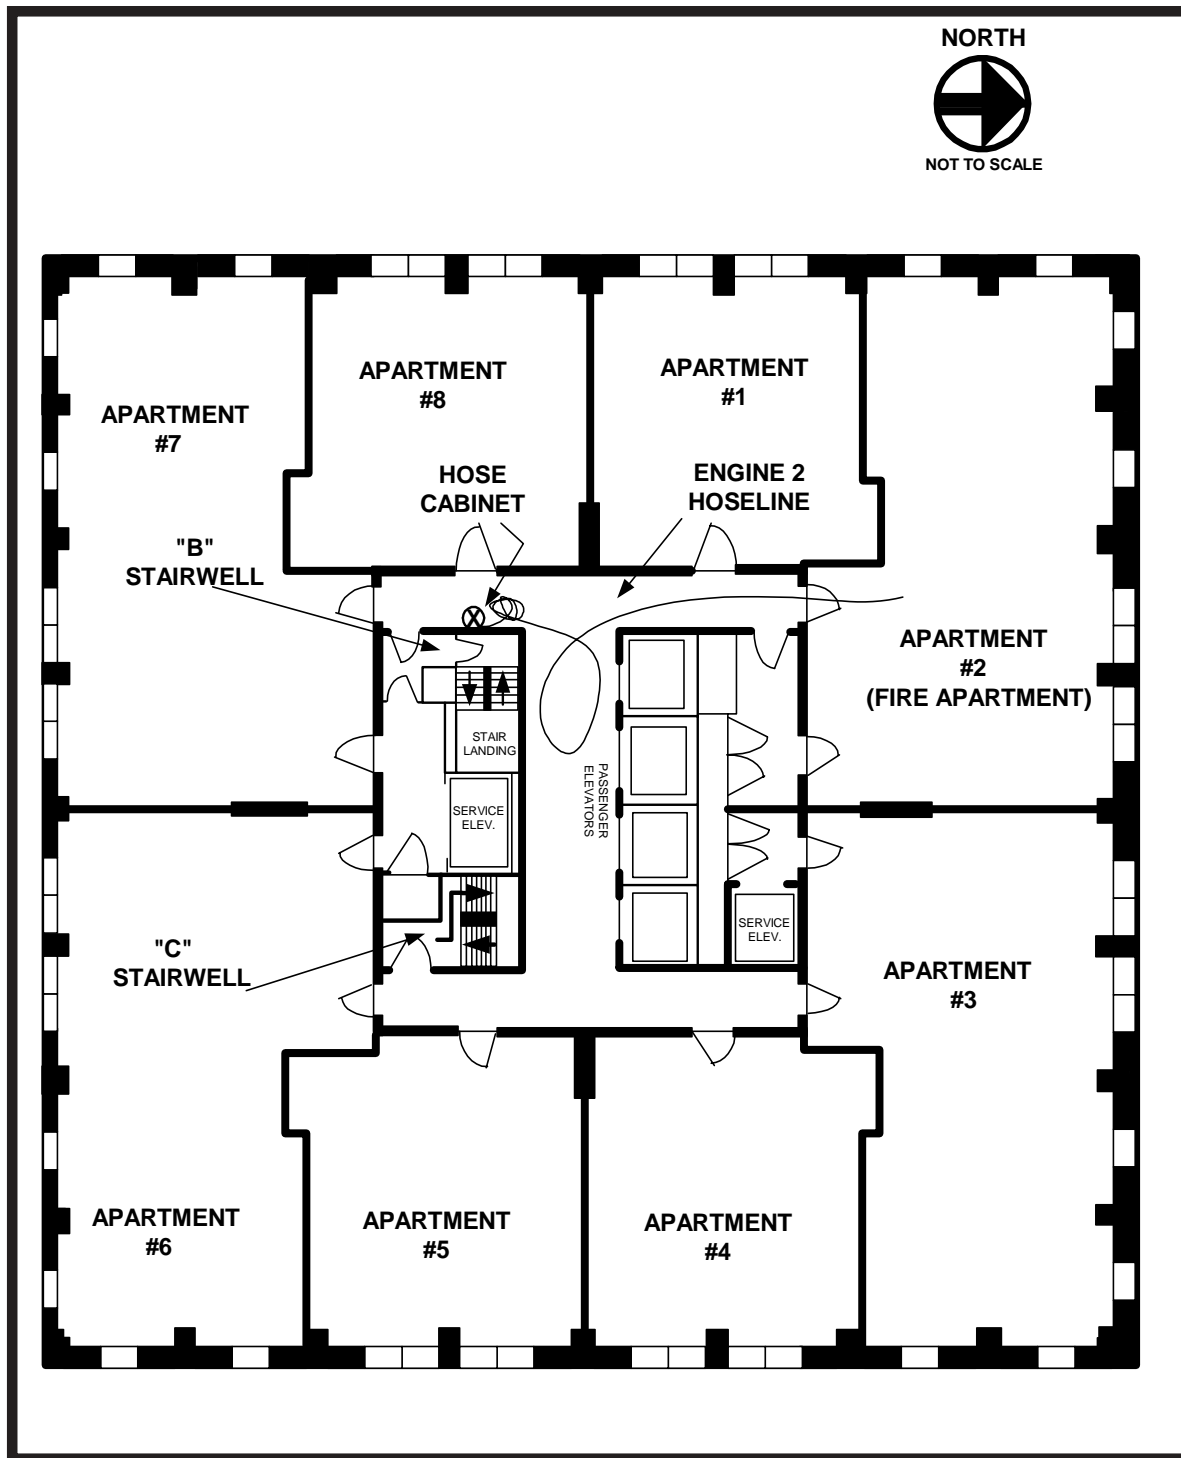 NORTH
NOT TO SCALE
APARTMENT
#8
APARTMENT
#1
APARTMENT
#7
HOSE
CABINET
ENGINE 2
HOSELINE
"B"
STAIRWELL
X
APARTMENT
#2
(FIRE APARTMENT)
STAIR
LANDING
PASSENGER
ELEVATORS
SERVICE
ELEV.
SERVICE
ELEV.
"C"
STAIRWELL
APARTMENT
#3
APARTMENT
#6
APARTMENT
#5
APARTMENT
#4